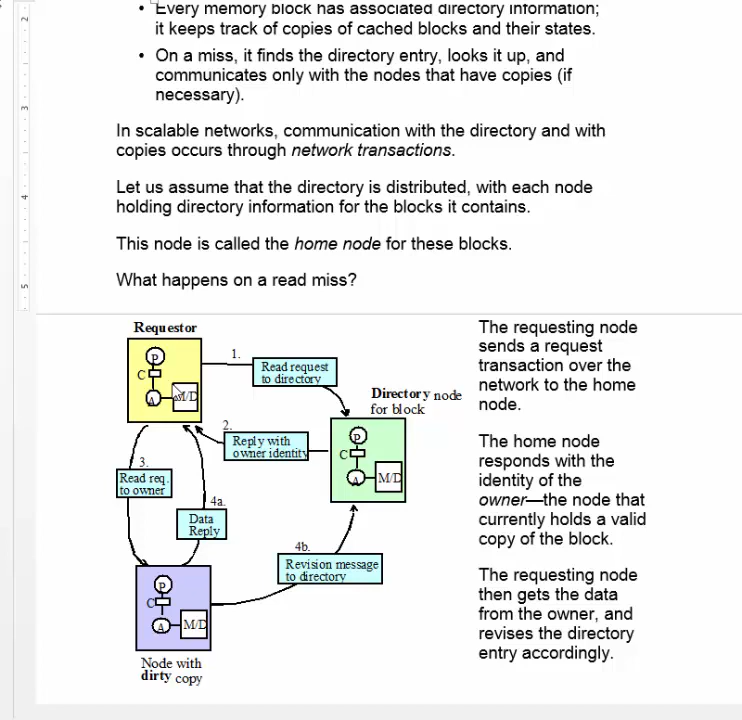 • Every memory block has associated directory information;
it keeps track of copies of cached blocks and their states.
• On a miss, it finds the directory entry, looks it up, and
communicates only with the nodes that have copies (if
necessary).
In scalable networks, communication with the directory and with
copies occurs through network transactions.
Let us assume that the directory is distributed, with each node
holding directory information for the blocks it contains.
This node is called the home node for these blocks.
What happens on a read miss?
Requestor
P
C
A
M/D
1.
Read request
to directory
Directory node
for block
P
C
A
M/D
2.
Reply with
owner identity
3.
Read req.
to owner
4a.
Data
Reply
4b.
Revision message
to directory
P
C
A
M/D
Node with
dirty copy
The requesting node
sends a request
transaction over the
network to the home
node.
The home node
responds with the
identity of the
owner—the node that
currently holds a valid
copy of the block.
The requesting node
then gets the data
from the owner, and
revises the directory
entry accordingly.
2
3
4
5